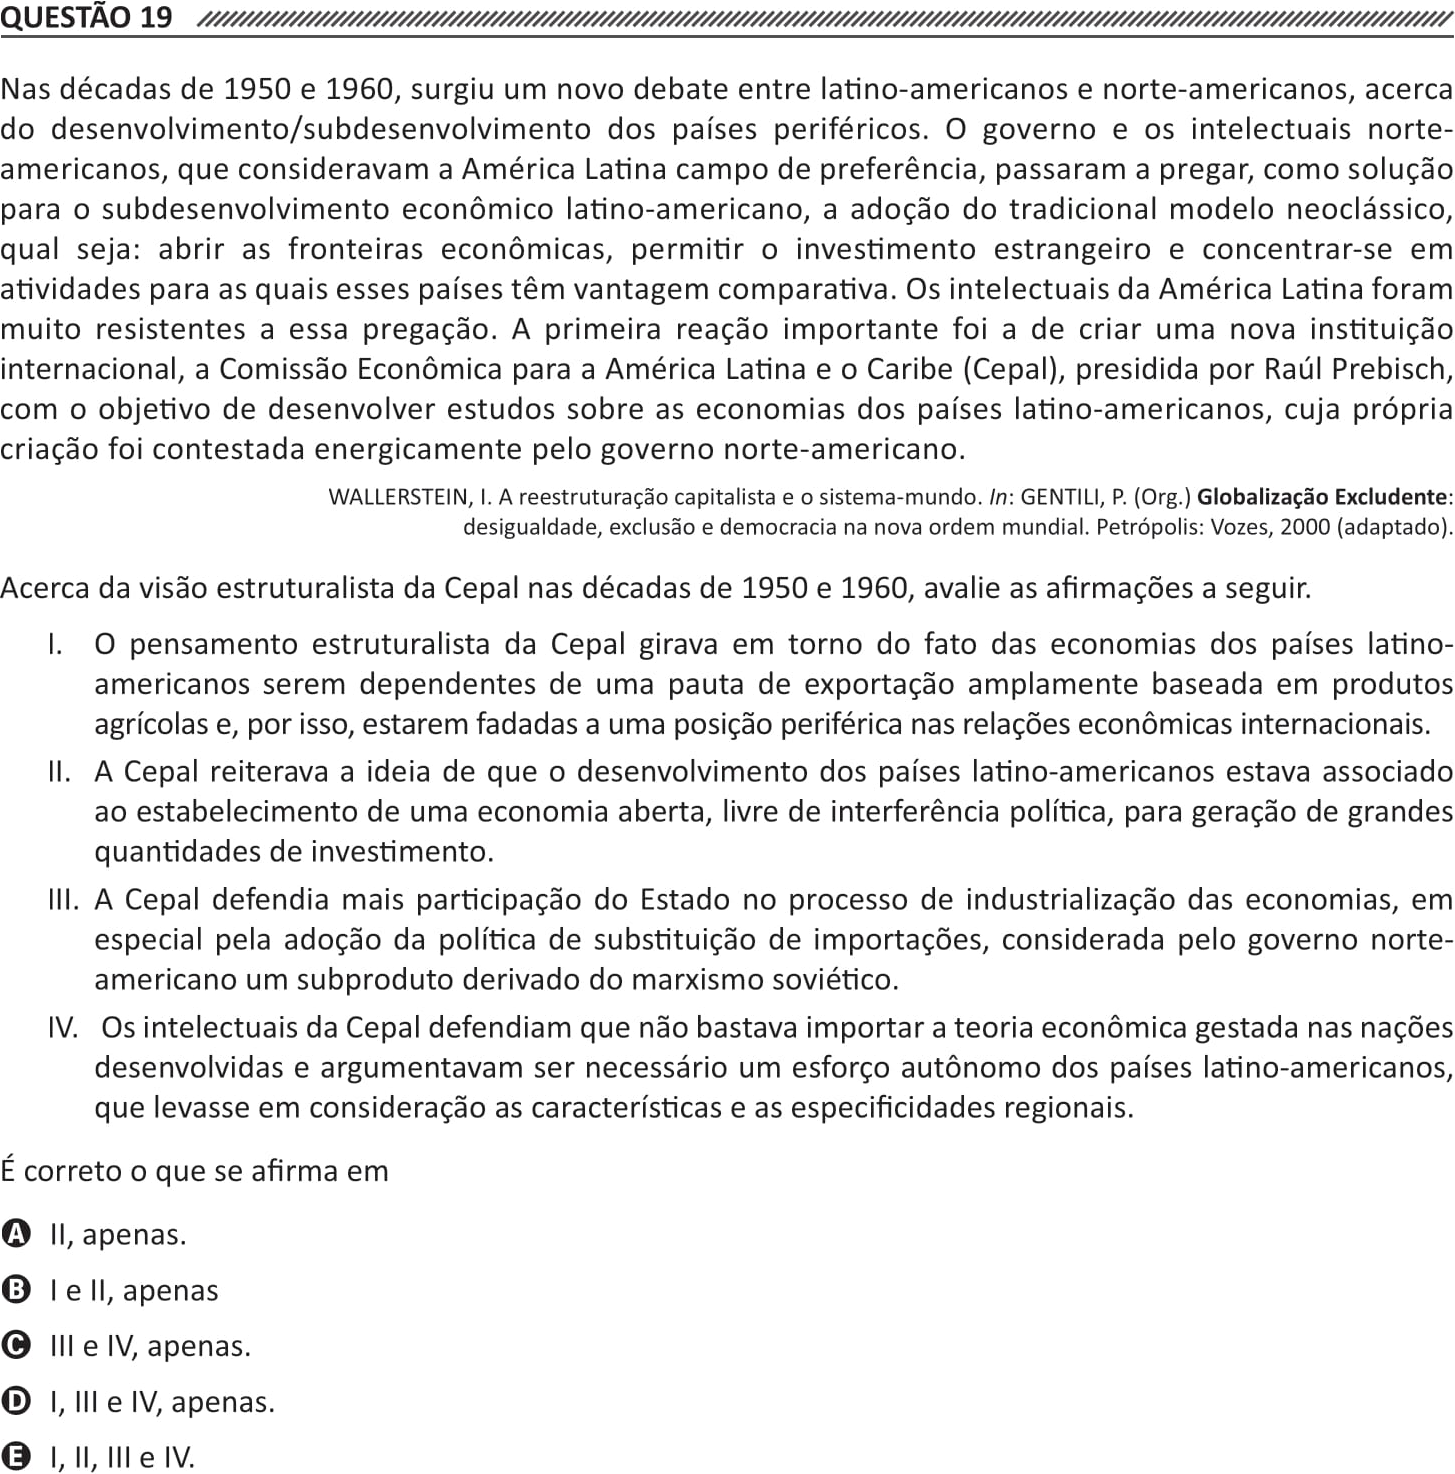 QUESTÃO 19
Nas décadas de 1950 e 1960, surgiu um novo debate entre latino-americanos e norte-americanos, acerca
do desenvolvimento/subdesenvolvimento dos países periféricos. O governo e os intelectuais norte-
americanos, que consideravam a América Latina campo de preferência, passaram a pregar, como solução
para o subdesenvolvimento econômico latino-americano, a adoção do tradicional modelo neoclássico,
qual seja: abrir as fronteiras econômicas, permitir o investimento estrangeiro e concentrar-se em
atividades para as quais esses países têm vantagem comparativa. Os intelectuais da América Latina foram
muito resistentes a essa pregação. A primeira reação importante foi a de criar uma nova instituição
internacional, a Comissão Econômica para a América Latina e o Caribe (Cepal), presidida por Raúl Prebisch,
com o objetivo de desenvolver estudos sobre as economias dos países latino-americanos, cuja própria
criação foi contestada energicamente pelo governo norte-americano.
WALLERSTEIN, I. A reestruturação capitalista e o sistema-mundo. In: GENTILI, P. (Org.) Globalização Excludente:
desigualdade, exclusão e democracia na nova ordem mundial. Petrópolis: Vozes, 2000 (adaptado).
Acerca da visão estruturalista da Cepal nas décadas de 1950 e 1960, avalie as afirmações a seguir.
I. O pensamento estruturalista da Cepal girava em torno do fato das economias dos países latino-
americanos serem dependentes de uma pauta de exportação amplamente baseada em produtos
agrícolas e, por isso, estarem fadadas a uma posição periférica nas relações econômicas internacionais.
II. A Cepal reiterava a ideia de que o desenvolvimento dos países latino-americanos estava associado
ao estabelecimento de uma economia aberta, livre de interferência política, para geração de grandes
quantidades de investimento.
III. A Cepal defendia mais participação do Estado no processo de industrialização das economias, em
especial pela adoção da política de substituição de importações, considerada pelo governo norte-
americano um subproduto derivado do marxismo soviético.
IV. Os intelectuais da Cepal defendiam que não bastava importar a teoria econômica gestada nas nações
desenvolvidas e argumentavam ser necessário um esforço autônomo dos países latino-americanos,
que levasse em consideração as características e as especificidades regionais.
É correto o que se afirma em
A II, apenas.
B I e II, apenas
C III e IV, apenas.
D I, III e IV, apenas.
E I, II, III e IV.